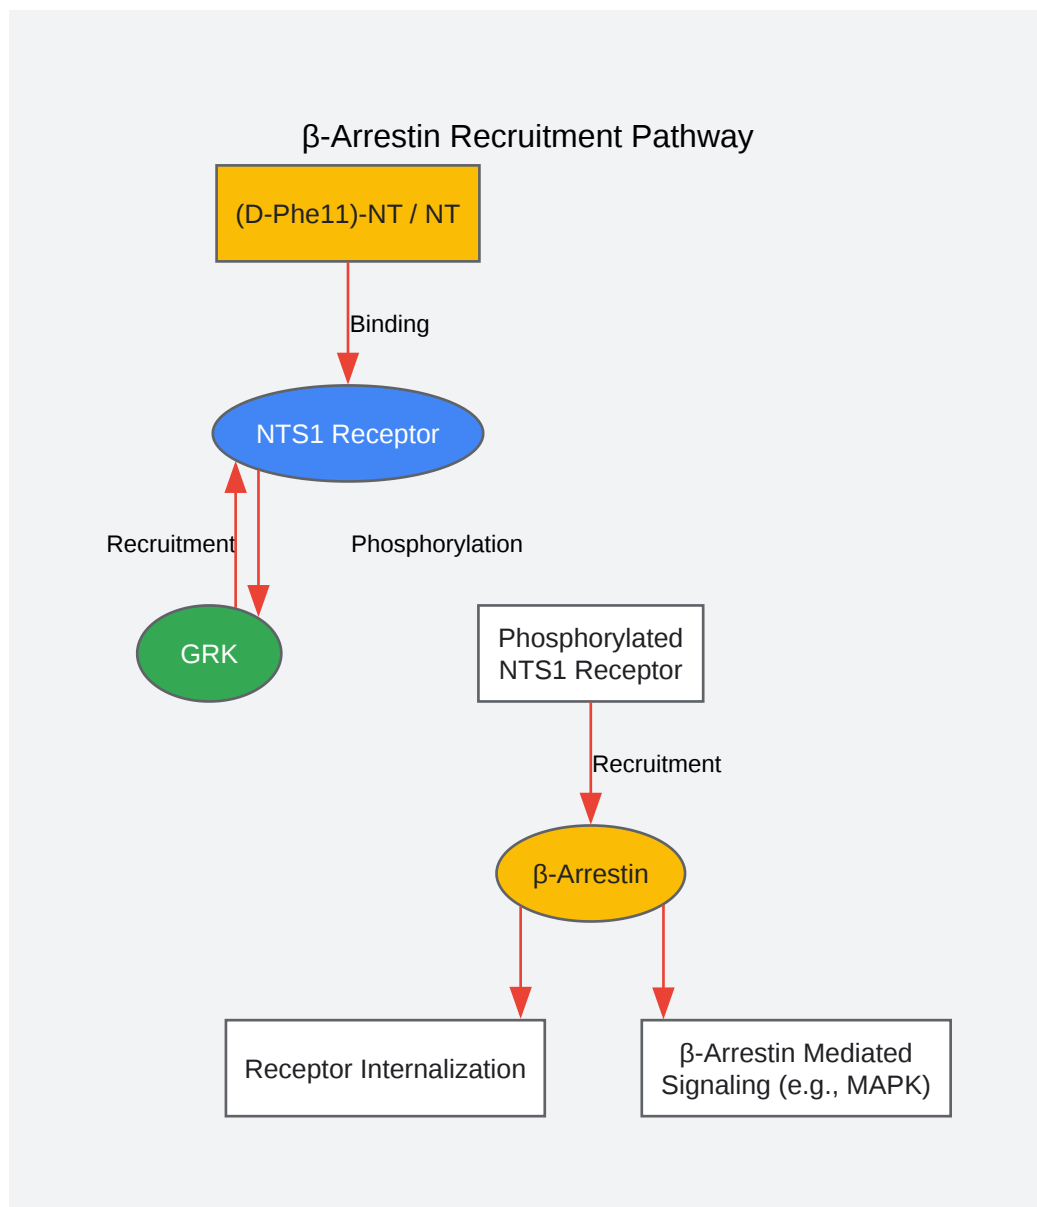 β-Arrestin Recruitment Pathway
(D-Phe11)-NT / NT
Binding
NTS1 Receptor
Recruitment
Phosphorylation
GRK
Phosphorylated
NTS1 Receptor
Recruitment
β-Arrestin
Receptor Internalization
β-Arrestin Mediated
Signaling (e.g., MAPK)